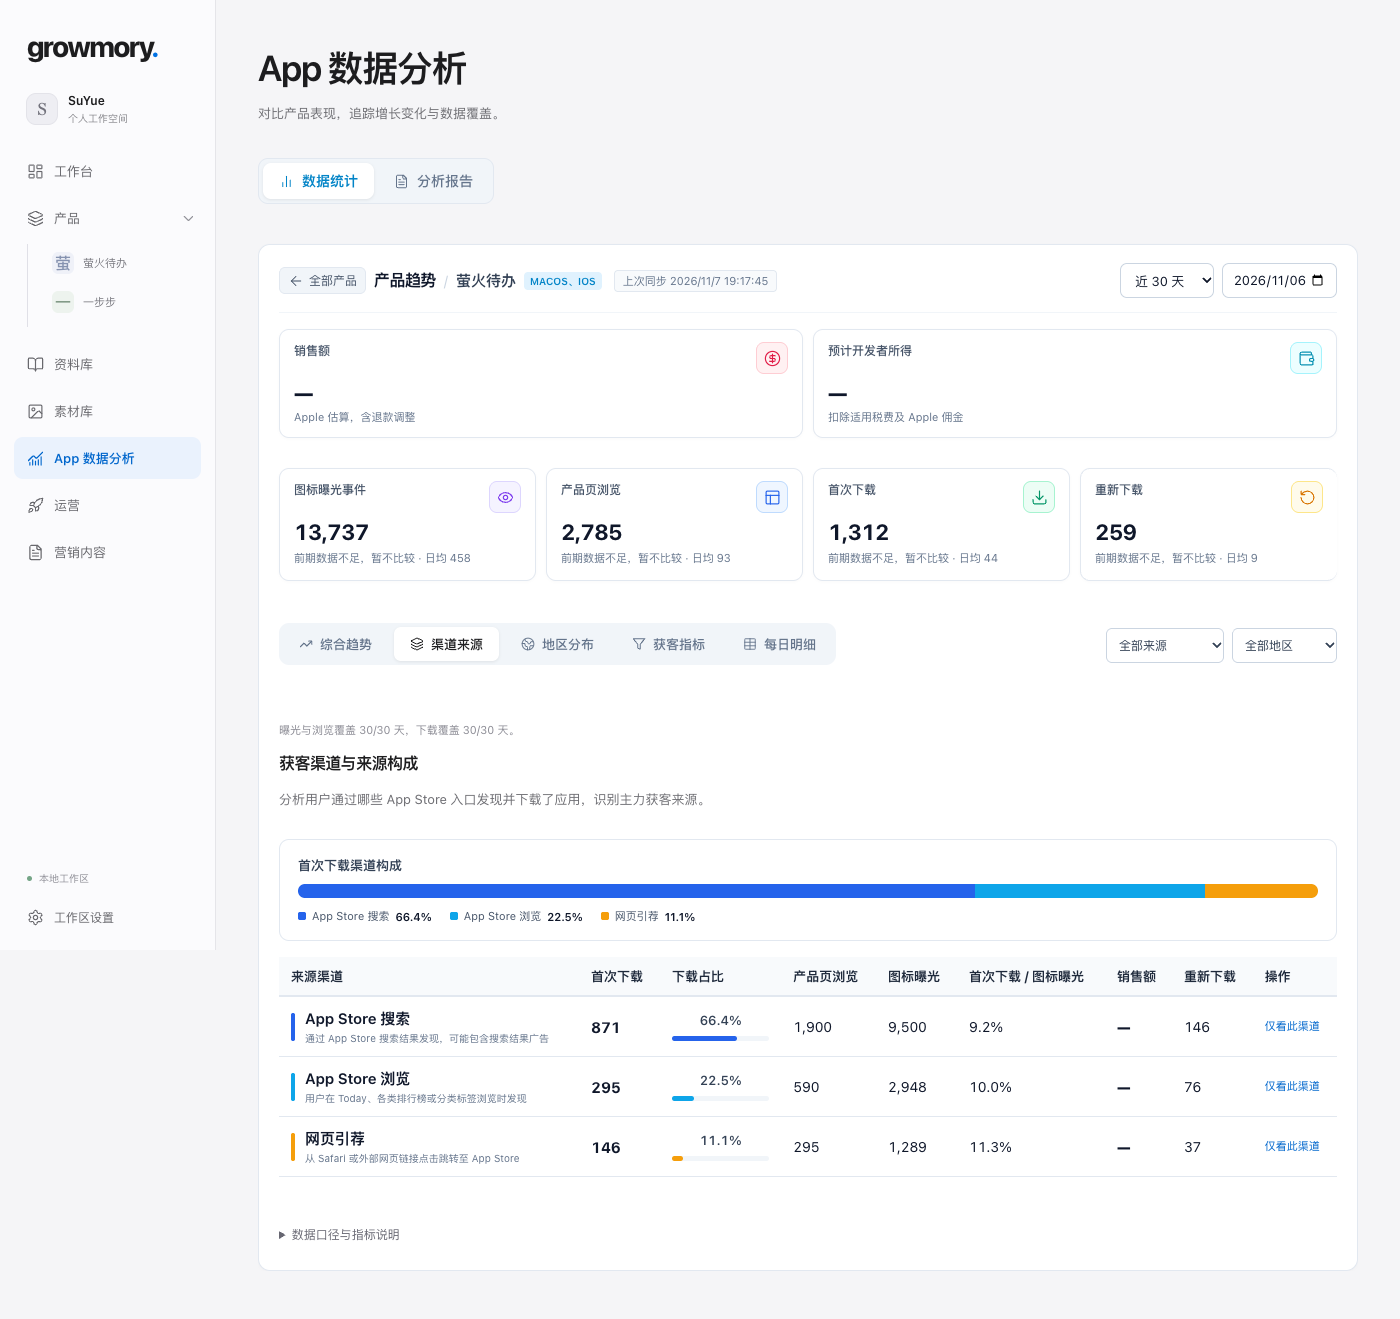 growmory.
S
SuYue
个人工作空间
工作台
产品
萤
萤火待办
一
一步步
资料库
素材库
App 数据分析
运营
营销内容
本地工作区
工作区设置
App 数据分析
对比产品表现，追踪增长变化与数据覆盖。
数据统计
分析报告
全部产品
产品趋势 / 萤火待办
MACOS、IOS
上次同步 2026/11/7 19:17:45
近 30 天
2026/11/06
销售额
—
Apple 估算，含退款调整
预计开发者所得
—
扣除适用税费及 Apple 佣金
图标曝光事件
13,737
前期数据不足，暂不比较 · 日均 458
产品页浏览
2,785
前期数据不足，暂不比较 · 日均 93
首次下载
1,312
前期数据不足，暂不比较 · 日均 44
重新下载
259
前期数据不足，暂不比较 · 日均 9
综合趋势
渠道来源
地区分布
获客指标
每日明细
全部来源
全部地区
曝光与浏览覆盖 30/30 天，下载覆盖 30/30 天。
获客渠道与来源构成
分析用户通过哪些 App Store 入口发现并下载了应用，识别主力获客来源。
首次下载渠道构成
App Store 搜索 66.4%
App Store 浏览 22.5%
网页引荐 11.1%
来源渠道 首次下载 下载占比 产品页浏览 图标曝光 首次下载 / 图标曝光 销售额 重新下载 操作
App Store 搜索
通过 App Store 搜索结果发现，可能包含搜索结果广告
871 66.4% 1,900 9,500 9.2% — 146 仅看此渠道
App Store 浏览
用户在 Today、各类排行榜或分类标签浏览时发现
295 22.5% 590 2,948 10.0% — 76 仅看此渠道
网页引荐
从 Safari 或外部网页链接点击跳转至 App Store
146 11.1% 295 1,289 11.3% — 37 仅看此渠道
数据口径与指标说明